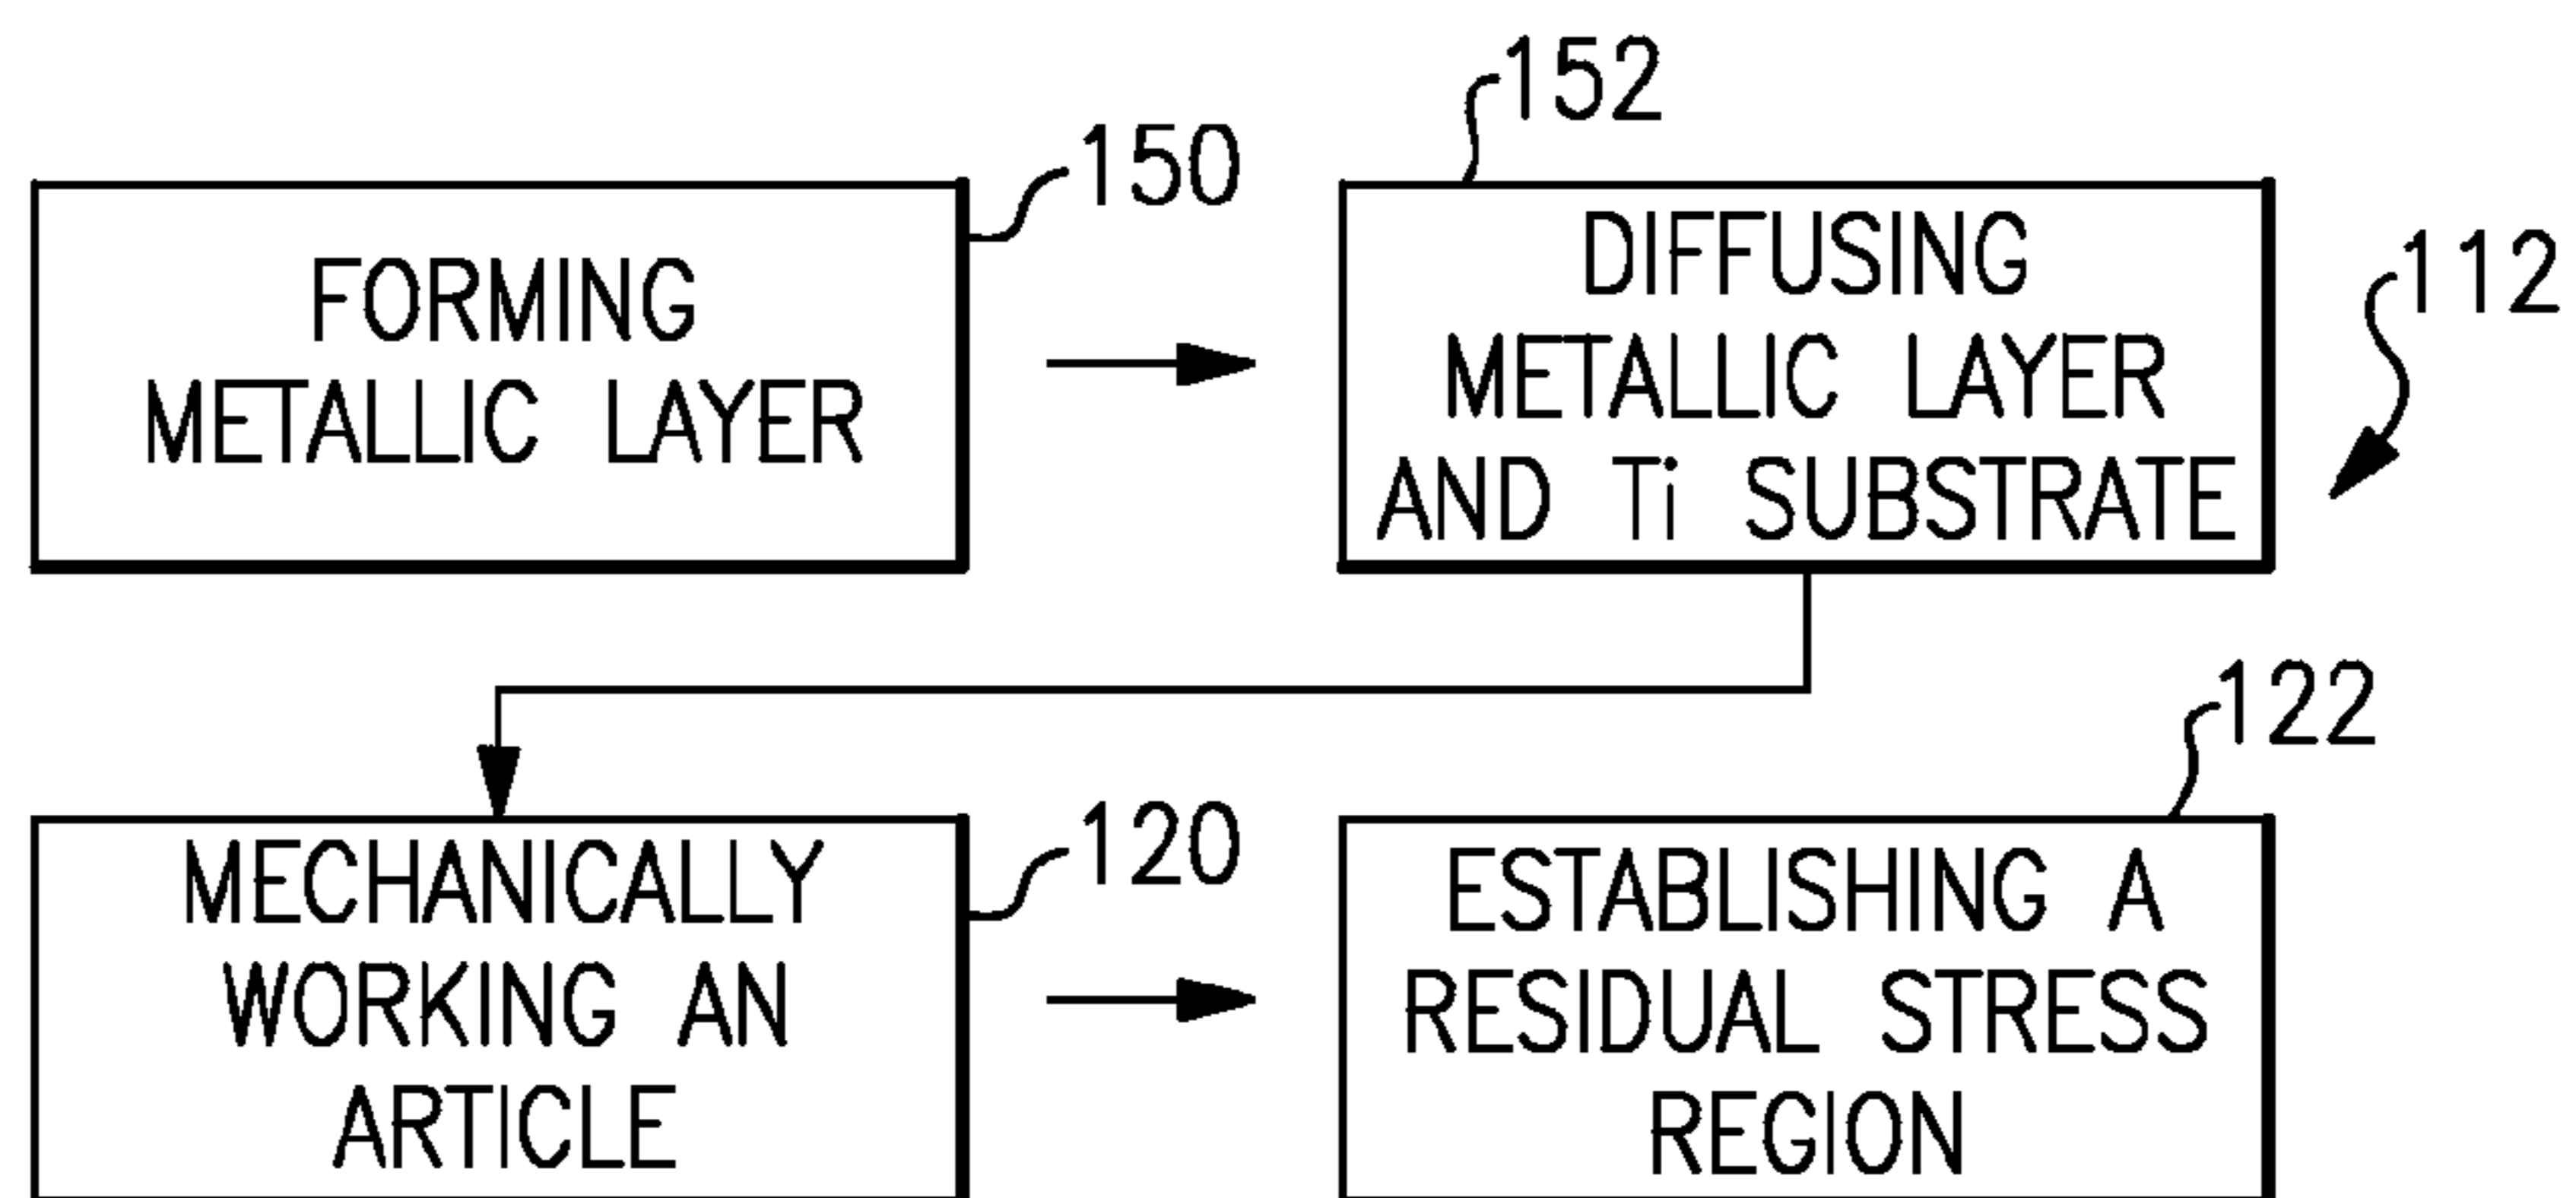 150
FORMING
METALLIC LAYER
152
DIFFUSING
METALLIC LAYER
AND Ti SUBSTRATE
112
120
MECHANICALLY
WORKING AN
ARTICLE
122
ESTABLISHING A
RESIDUAL STRESS
REGION